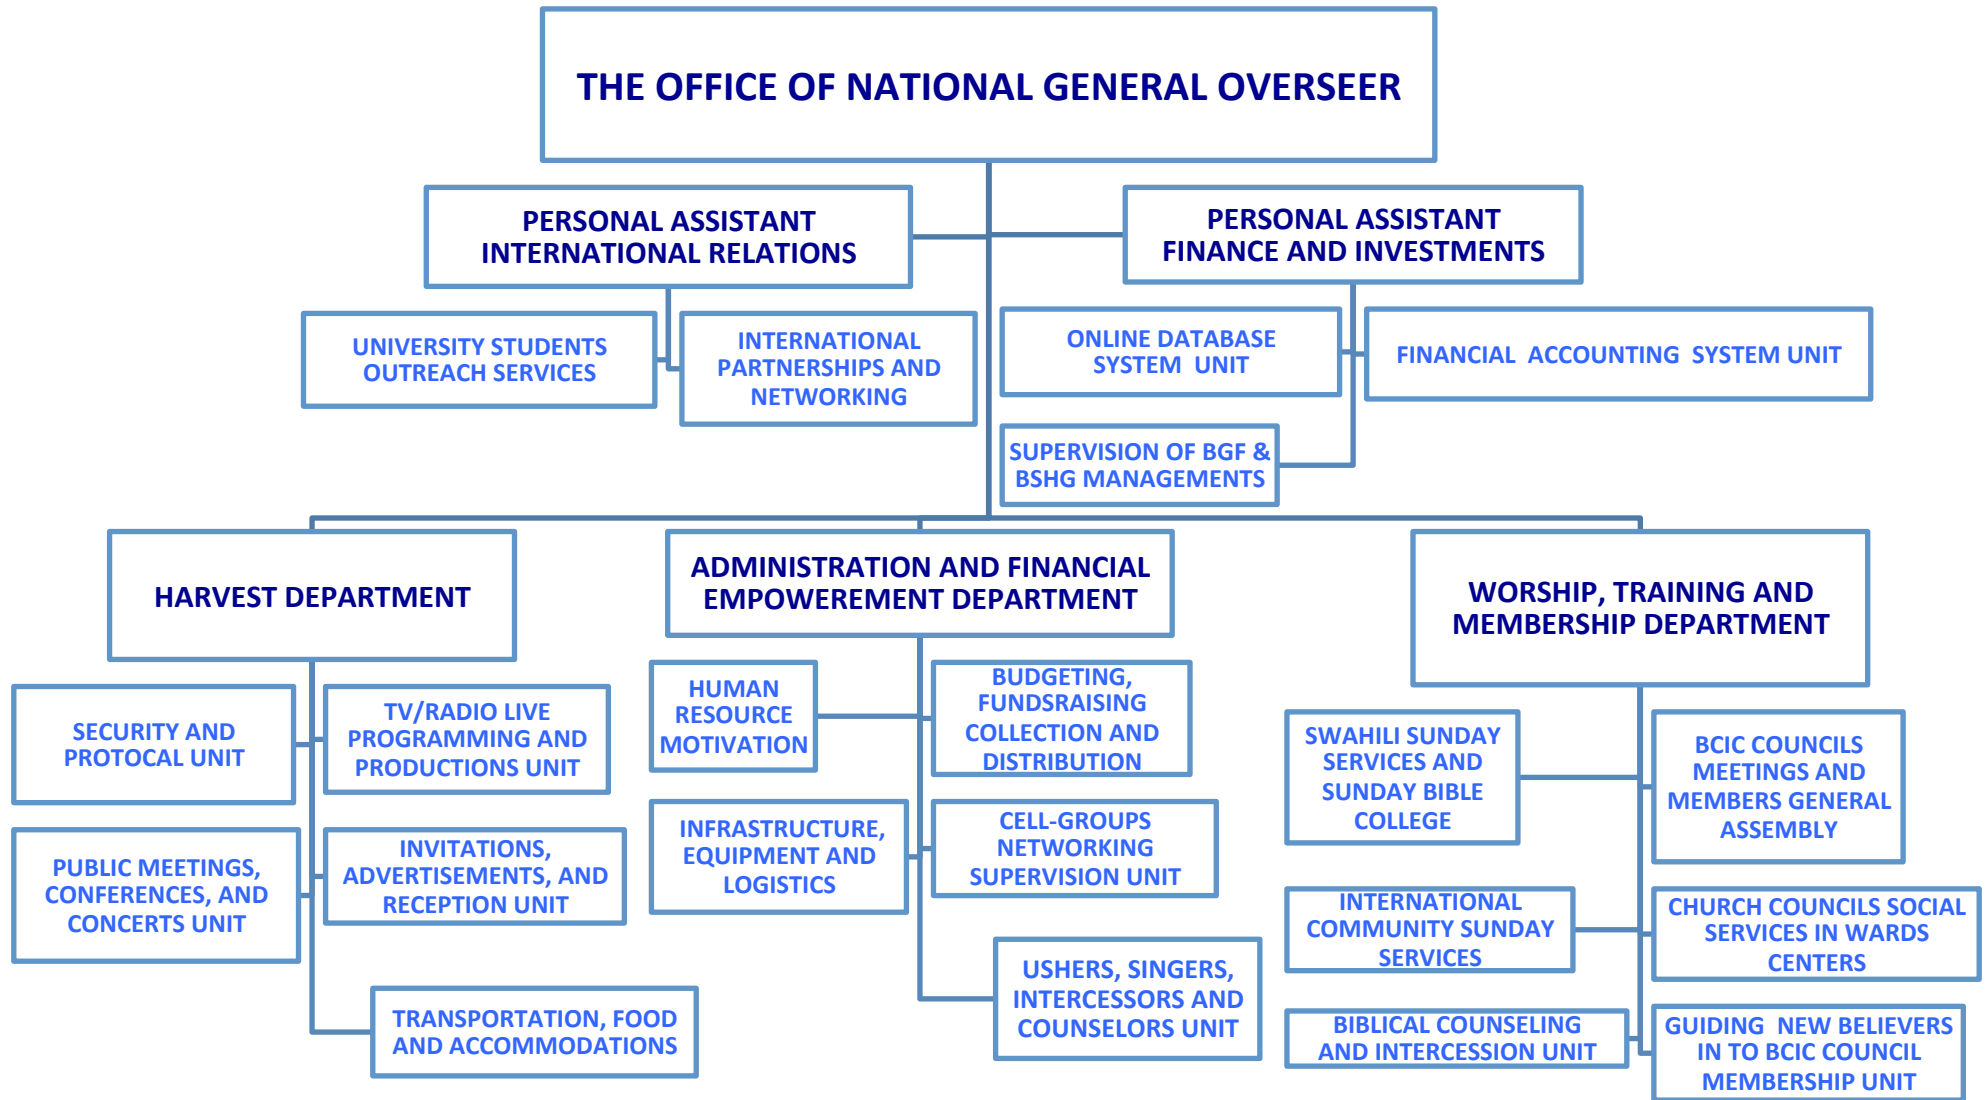 THE OFFICE OF NATIONAL GENERAL OVERSEER
PERSONAL ASSISTANT
INTERNATIONAL RELATIONS
PERSONAL ASSISTANT
FINANCE AND INVESTMENTS
UNIVERSITY STUDENTS
OUTREACH SERVICES
INTERNATIONAL
PARTNERSHIPS AND
NETWORKING
ONLINE DATABASE
SYSTEM UNIT
FINANCIAL ACCOUNTING SYSTEM UNIT
SUPERVISION OF BGF &
BSHG MANAGEMENTS
HARVEST DEPARTMENT
ADMINISTRATION AND FINANCIAL
EMPOWEREMENT DEPARTMENT
WORSHIP, TRAINING AND
MEMBERSHIP DEPARTMENT
SECURITY AND
PROTOCAL UNIT
TV/RADIO LIVE
PROGRAMMING AND
PRODUCTIONS UNIT
PUBLIC MEETINGS,
CONFERENCES, AND
CONCERTS UNIT
INVITATIONS,
ADVERTISEMENTS, AND
RECEPTION UNIT
TRANSPORTATION, FOOD
AND ACCOMMODATIONS
HUMAN
RESOURCE
MOTIVATION
BUDGETING,
FUNDSRAISING
COLLECTION AND
DISTRIBUTION
INFRASTRUCTURE,
EQUIPMENT AND
LOGISTICS
CELL-GROUPS
NETWORKING
SUPERVISION UNIT
USHERS, SINGERS,
INTERCESSORS AND
COUNSELORS UNIT
SWAHILI SUNDAY
SERVICES AND
SUNDAY BIBLE
COLLEGE
BCIC COUNCILS
MEETINGS AND
MEMBERS GENERAL
ASSEMBLY
INTERNATIONAL
COMMUNITY SUNDAY
SERVICES
CHURCH COUNCILS SOCIAL
SERVICES IN WARDS
CENTERS
BIBLICAL COUNSELING
AND INTERCESSION UNIT
GUIDING NEW BELIEVERS
IN TO BCIC COUNCIL
MEMBERSHIP UNIT